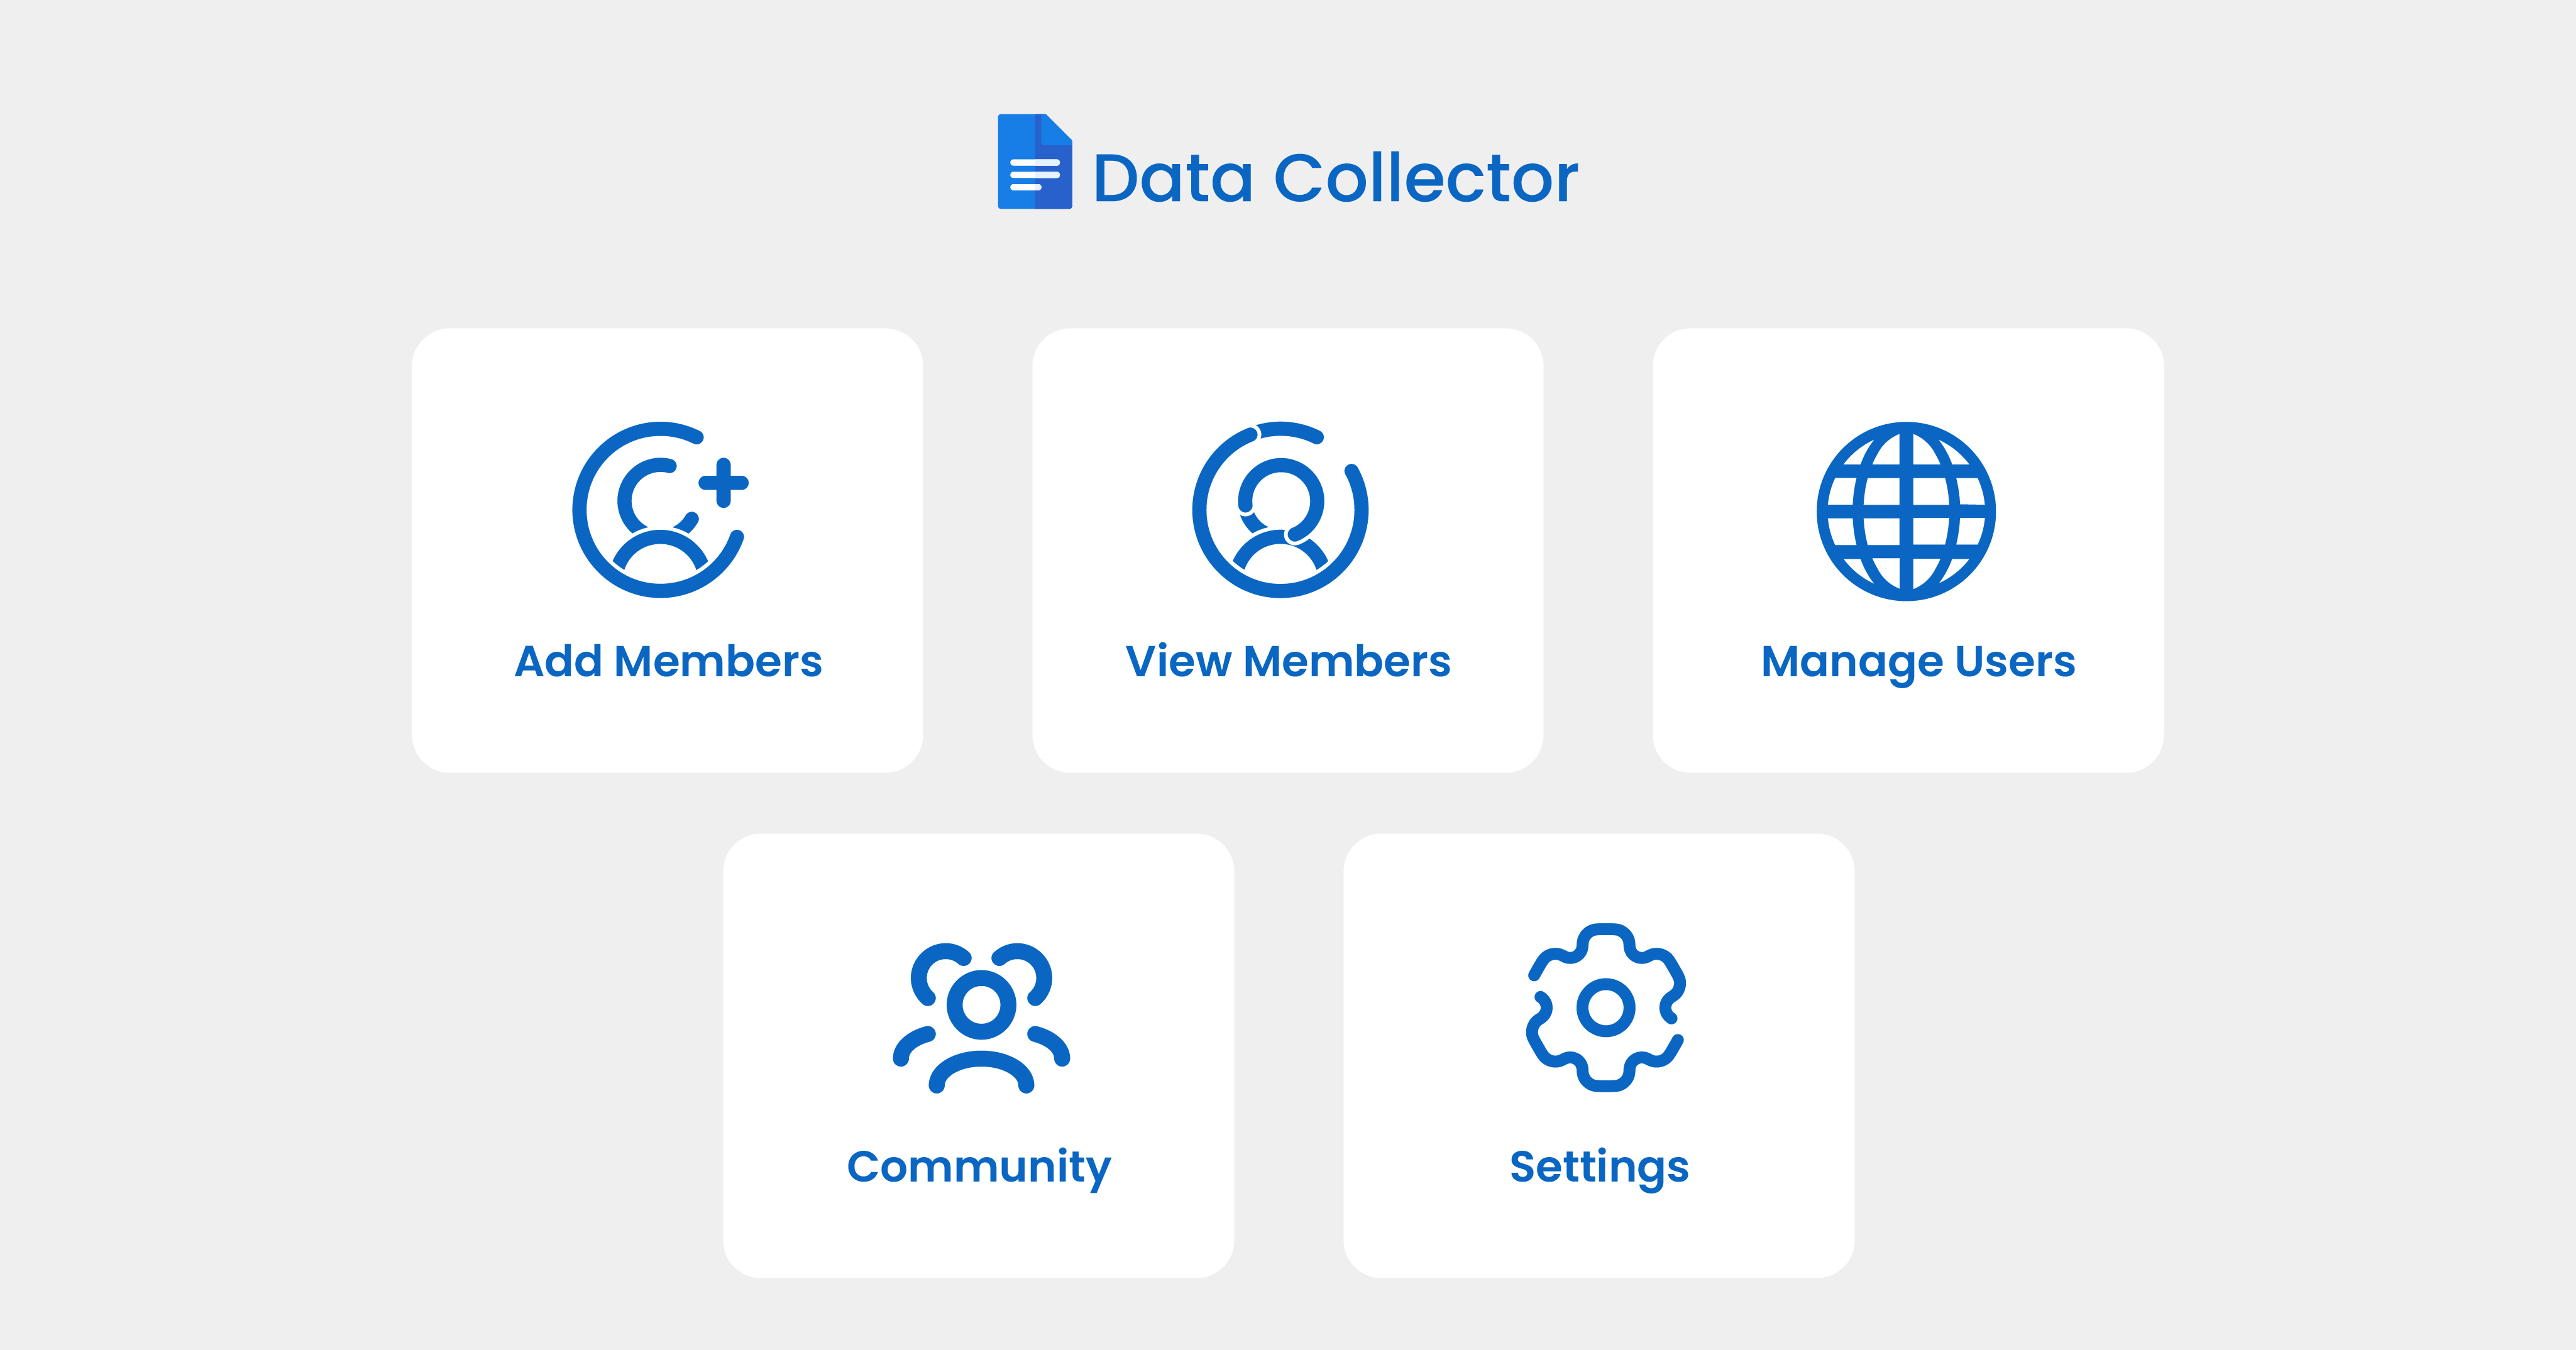 Data Collector
Add Members
View Members
Manage Users
Community
Settings